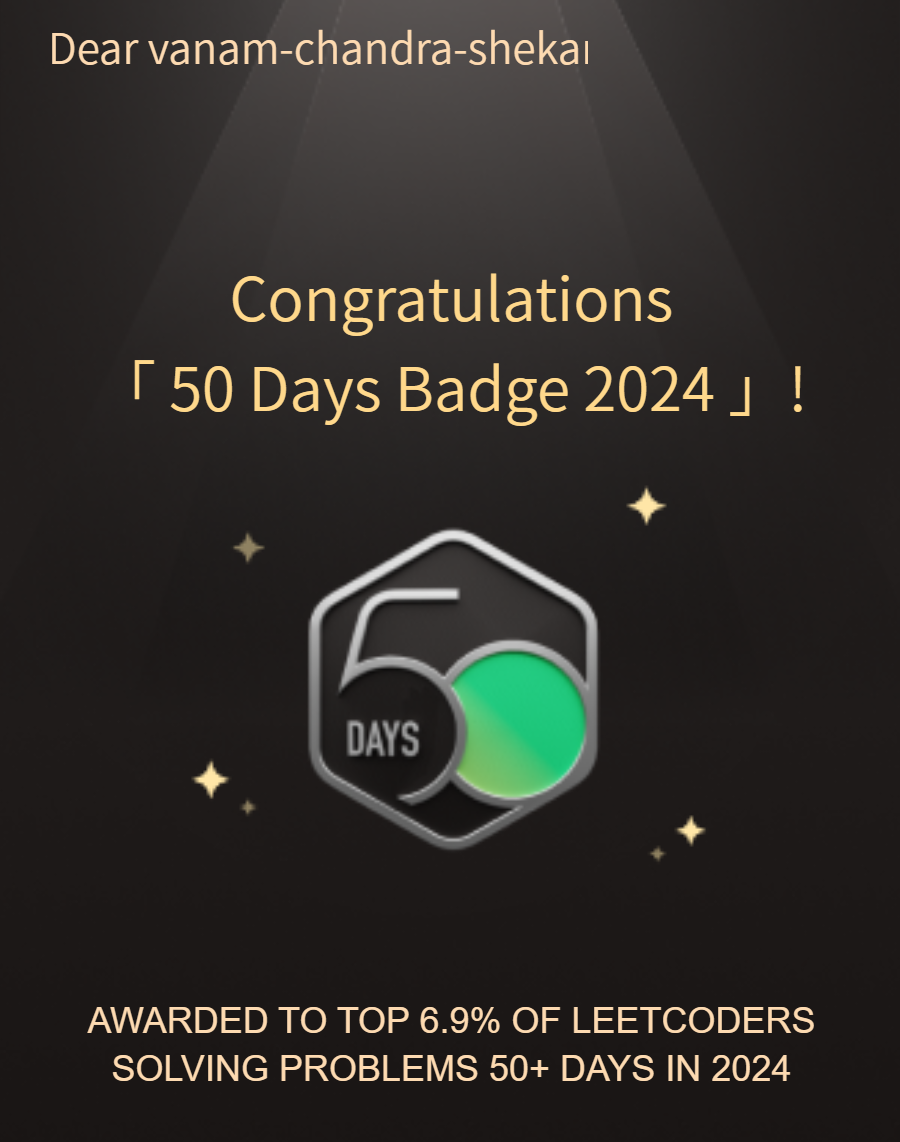 Dear vanam-chandra-shekar
Congratulations
「 50 Days Badge 2024 」 !
50
DAYS
AWARDED TO TOP 6.9% OF LEETCODERS
SOLVING PROBLEMS 50+ DAYS IN 2024